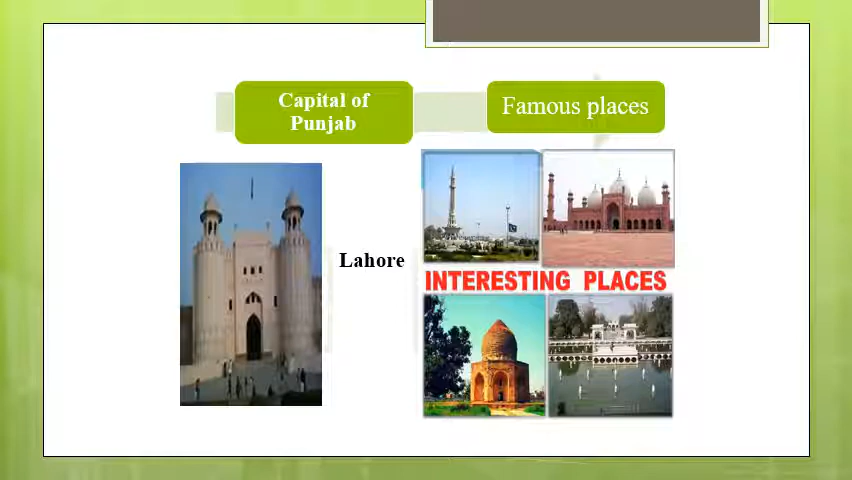 Capital of
Punjab
Famous places
Lahore
INTERESTING PLACES